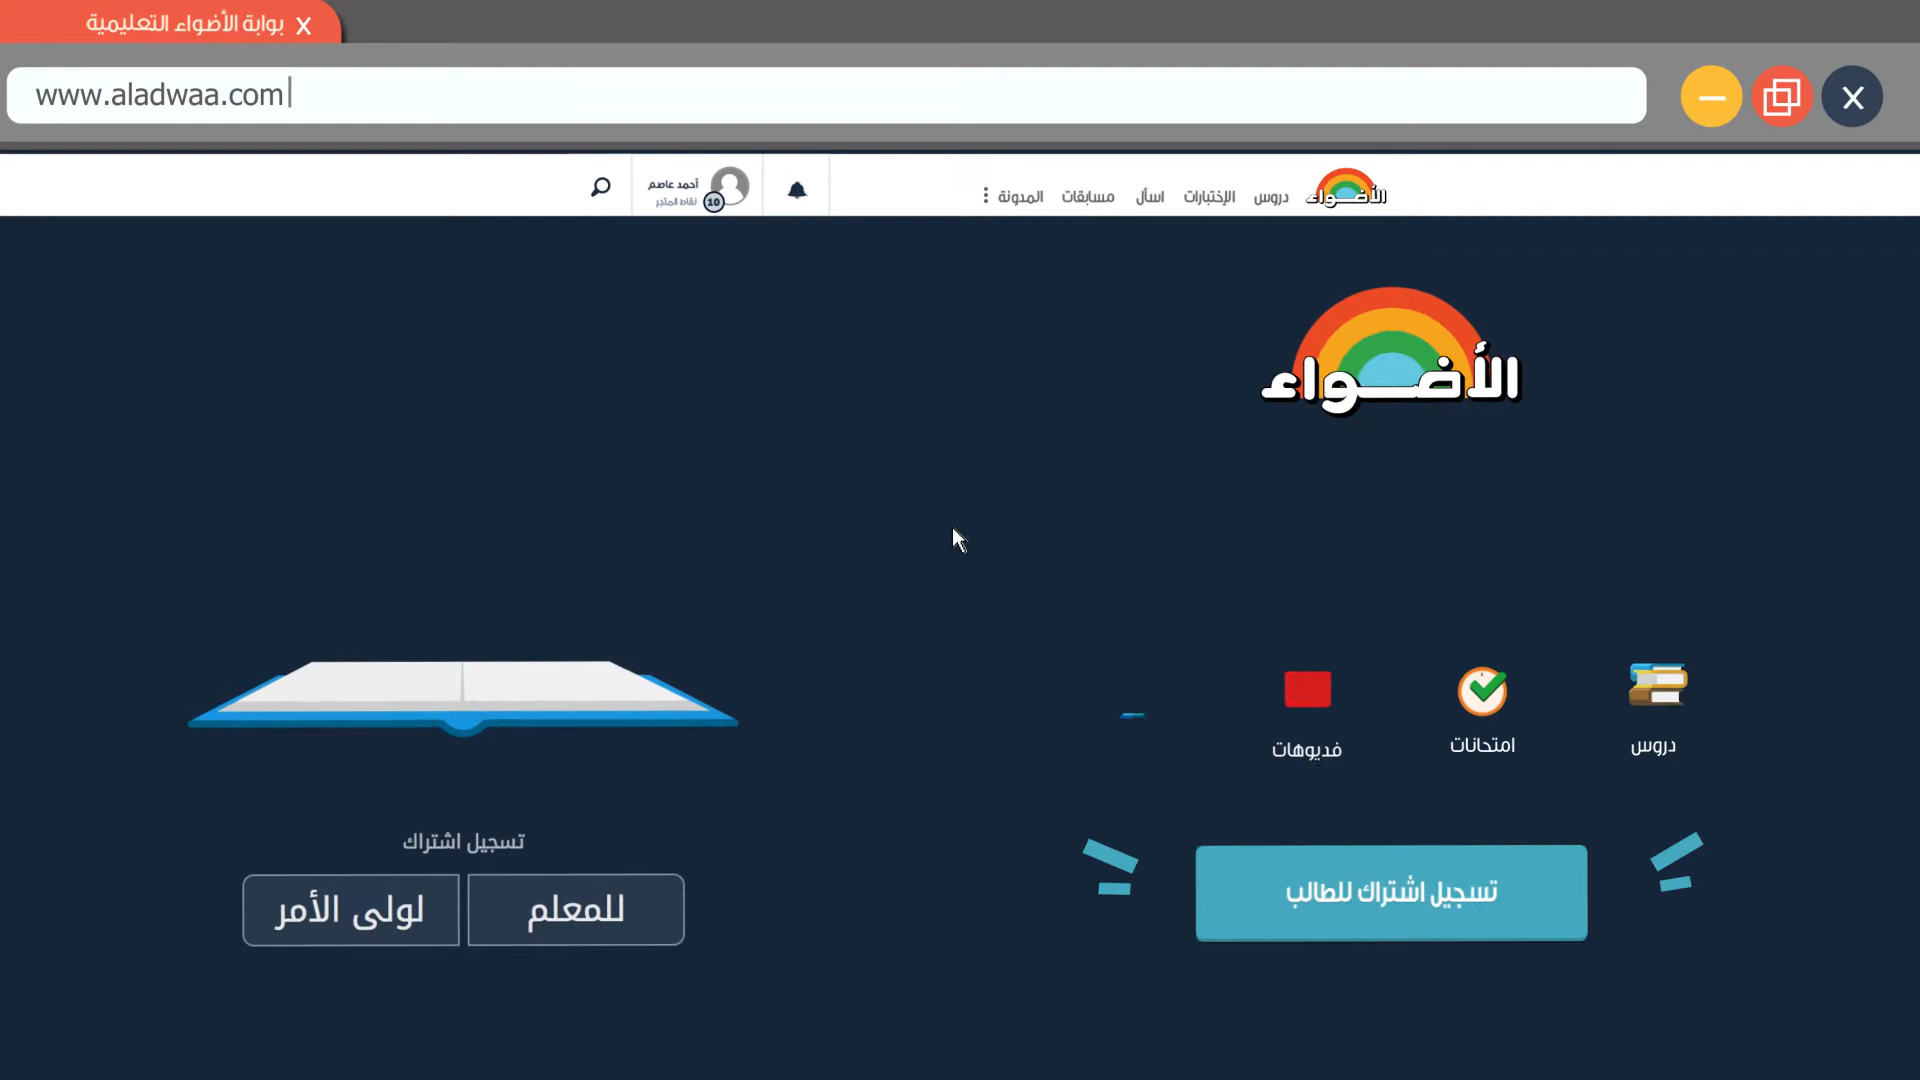 بوابة الأضواء التعليمية X
www.aladwaa.com
الأضواء
دروس
الإختبارات
اسأل
مسابقات
المدونة
أحمد عاصم
نقاط المتجر
10
الأضواء
دروس
امتحانات
فديوهات
تسجيل اشتراك للطالب
تسجيل اشتراك
للمعلم
لولى الأمر